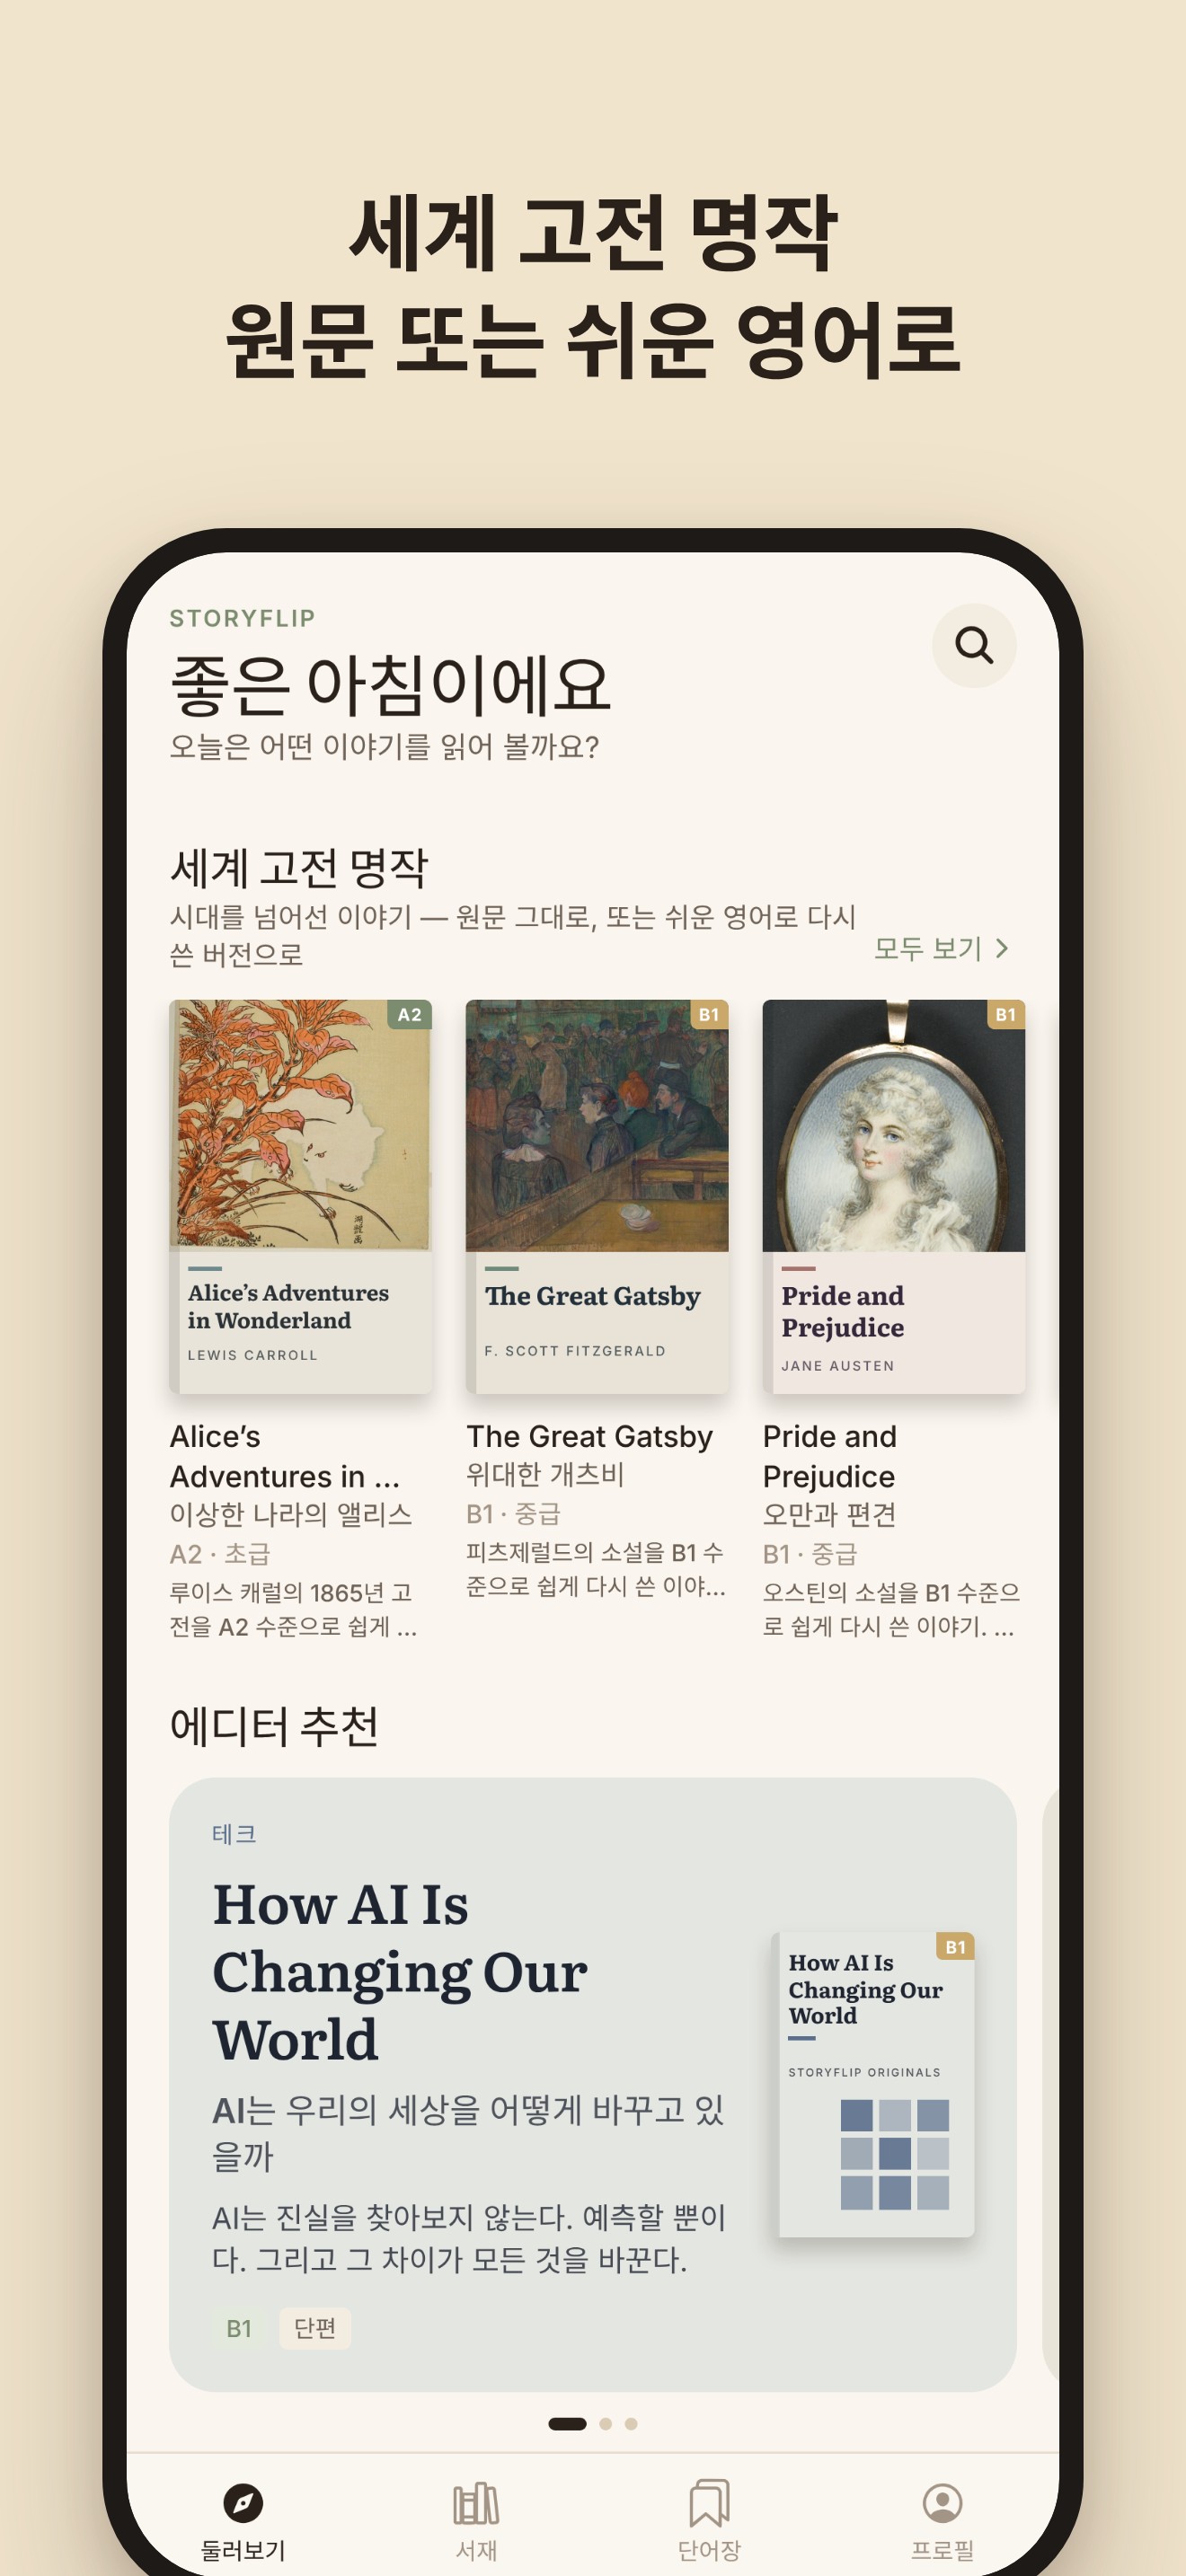 세계 고전 명작
원문 또는 쉬운 영어로
STORYFLIP
좋은 아침이에요
오늘은 어떤 이야기를 읽어 볼까요?
세계 고전 명작
시대를 넘어선 이야기 — 원문 그대로, 또는 쉬운 영어로 다시
쓴 버전으로
모두 보기
A2
Alice’s Adventures
in Wonderland
LEWIS CARROLL
Alice’s
Adventures in ...
이상한 나라의 앨리스
A2 · 초급
루이스 캐럴의 1865년 고
전을 A2 수준으로 쉽게 ...
B1
The Great Gatsby
F. SCOTT FITZGERALD
The Great Gatsby
위대한 개츠비
B1 · 중급
피츠제럴드의 소설을 B1 수
준으로 쉽게 다시 쓴 이야...
B1
Pride and
Prejudice
JANE AUSTEN
Pride and
Prejudice
오만과 편견
B1 · 중급
오스틴의 소설을 B1 수준으
로 쉽게 다시 쓴 이야기. ...
에디터 추천
테크
How AI Is
Changing Our
World
AI는 우리의 세상을 어떻게 바꾸고 있
을까
AI는 진실을 찾아보지 않는다. 예측할 뿐이
다. 그리고 그 차이가 모든 것을 바꾼다.
B1
단편
B1
How AI Is
Changing Our
World
STORYFLIP ORIGINALS
둘러보기
서재
단어장
프로필